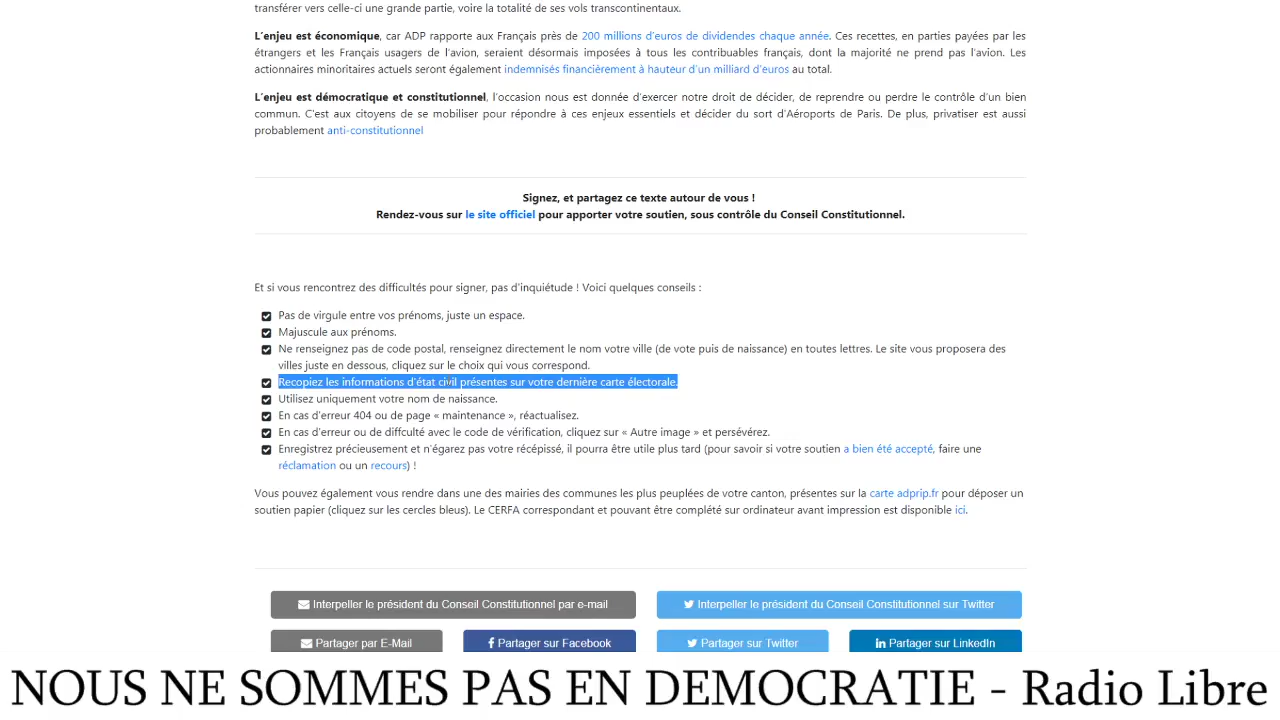 transférer vers celle-ci une grande partie, voire la totalité de ses vols transcontinentaux.
L'enjeu est économique, car ADP rapporte aux Français près de 200 millions d'euros de dividendes chaque année. Ces recettes, en parties payées par les
étrangers et les Français usagers de l'avion, seraient désormais imposées à tous les contribuables français, dont la majorité ne prend pas l'avion. Les
actionnaires minoritaires actuels seront également indemnisés financièrement à hauteur d'un milliard d'euros au total.
L'enjeu est démocratique et constitutionnel, l'occasion nous est donnée d'exercer notre droit de décider, de reprendre ou perdre le contrôle d'un bien
commun. C'est aux citoyens de se mobiliser pour répondre à ces enjeux essentiels et décider du sort d'Aéroports de Paris. De plus, privatiser est aussi
probablement anti-constitutionnel
Signez, et partagez ce texte autour de vous !
Rendez-vous sur le site officiel pour apporter votre soutien, sous contrôle du Conseil Constitutionnel.
Et si vous rencontrez des difficultés pour signer, pas d'inquiétude ! Voici quelques conseils :
Pas de virgule entre vos prénoms, juste un espace.
Majuscule aux prénoms.
Ne renseignez pas de code postal, renseignez directement le nom votre ville (de vote puis de naissance) en toutes lettres. Le site vous proposera des
villes juste en dessous, cliquez sur le choix qui vous correspond.
Recopiez les informations d'état civil présentes sur votre dernière carte électorale.
Utilisez uniquement votre nom de naissance.
En cas d'erreur 404 ou de page « maintenance », réactualisez.
En cas d'erreur ou de diffculté avec le code de vérification, cliquez sur « Autre image » et persévérez.
Enregistrez précieusement et n'égarez pas votre récépissé, il pourra être utile plus tard (pour savoir si votre soutien a bien été accepté, faire une
réclamation ou un recours) !
Vous pouvez également vous rendre dans une des mairies des communes les plus peuplées de votre canton, présentes sur la carte adprip.fr pour déposer un
soutien papier (cliquez sur les cercles bleus). Le CERFA correspondant et pouvant être complété sur ordinateur avant impression est disponible ici.
Interpeller le président du Conseil Constitutionnel par e-mail
Interpeller le président du Conseil Constitutionnel sur Twitter
Partager par E-Mail
Partager sur Facebook
Partager sur Twitter
Partager sur LinkedIn
NOUS NE SOMMES PAS EN DEMOCRATIE - Radio Libre